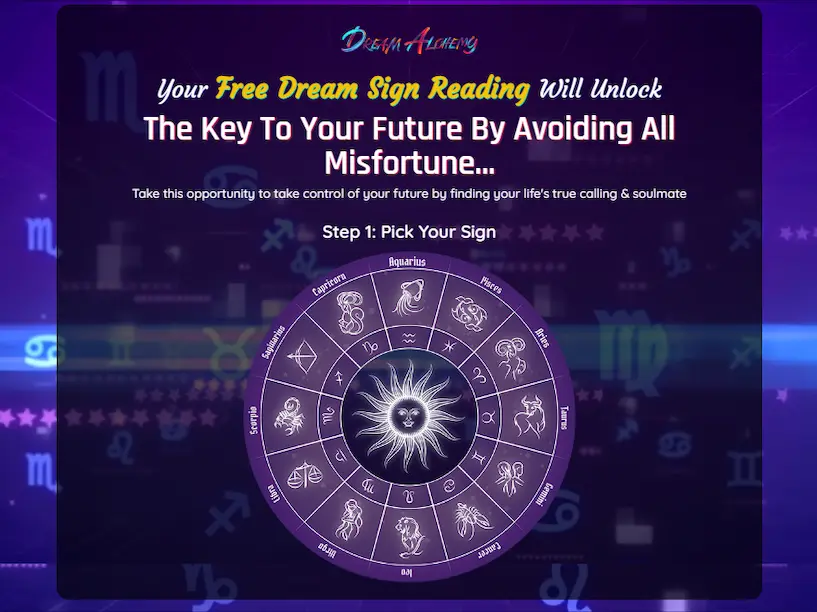 Dream Alchemy
Your Free Dream Sign Reading Will Unlock
The Key To Your Future By Avoiding All
Misfortune...
Take this opportunity to take control of your future by finding your life's true calling & soulmate
Step 1: Pick Your Sign
Aquarius
Pisces
Aries
Taurus
Gemini
Cancer
Leo
Virgo
Libra
Scorpio
Sagitarius
Capricorn